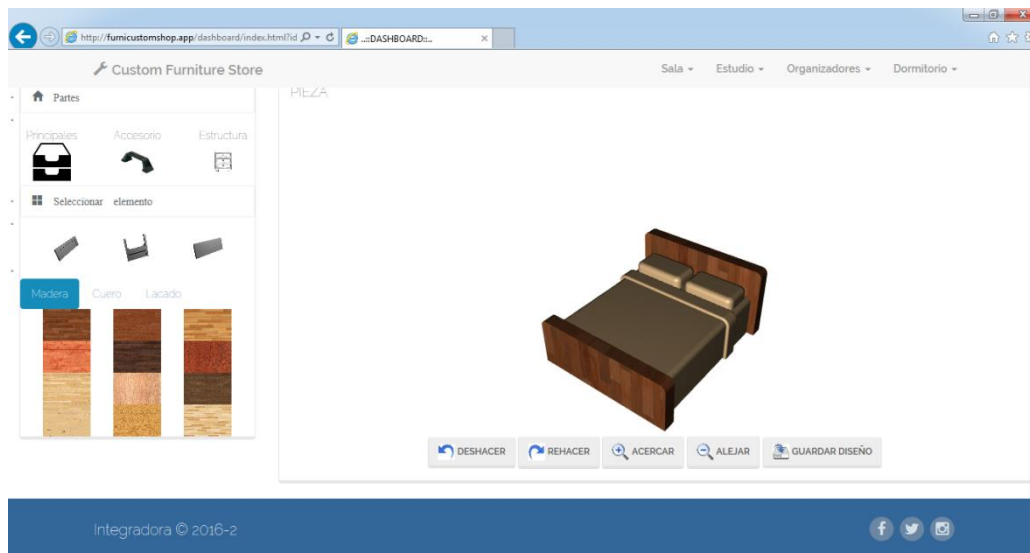 http://furnicustomshop.app/dashboard/index.html?id
..::DASHBOARD::..
Custom Furniture Store
Sala
Estudio
Organizadores
Dormitorio
Partes
PIEZA
Principales
Accesorio
Estructura
Seleccionar elemento
Madera
Cuero
Lacado
DESHACER
REHACER
ACERCAR
ALEJAR
GUARDAR DISEÑO
Integradora © 2016-2